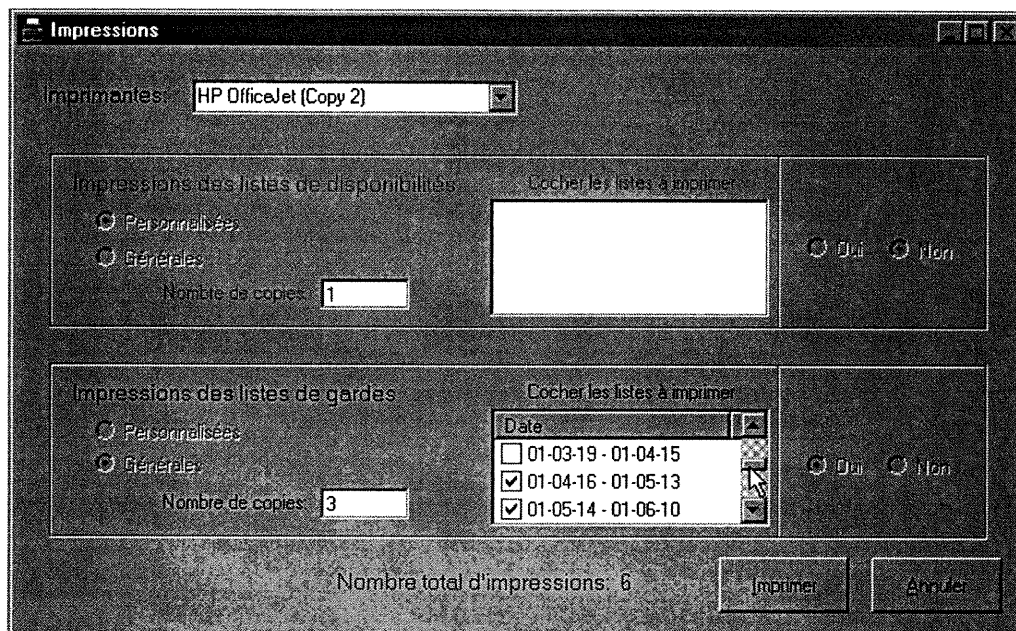 Impressions
Imprimantes: HP OfficeJet (Copy 2)
Impressions des listes de disponibilités
Cocher les listes à imprimer
Personnalisées
Générales
Oui Non
Nombre de copies: 1
Impressions des listes de gardes
Cocher les listes à imprimer
Date
Personnalisées
01-03-19 - 01-04-15
Générales
01-04-16 - 01-05-13
Oui Non
Nombre de copies: 3
01-05-14 - 01-06-10
Nombre total d'impressions: 6
Imprimer
Annuler